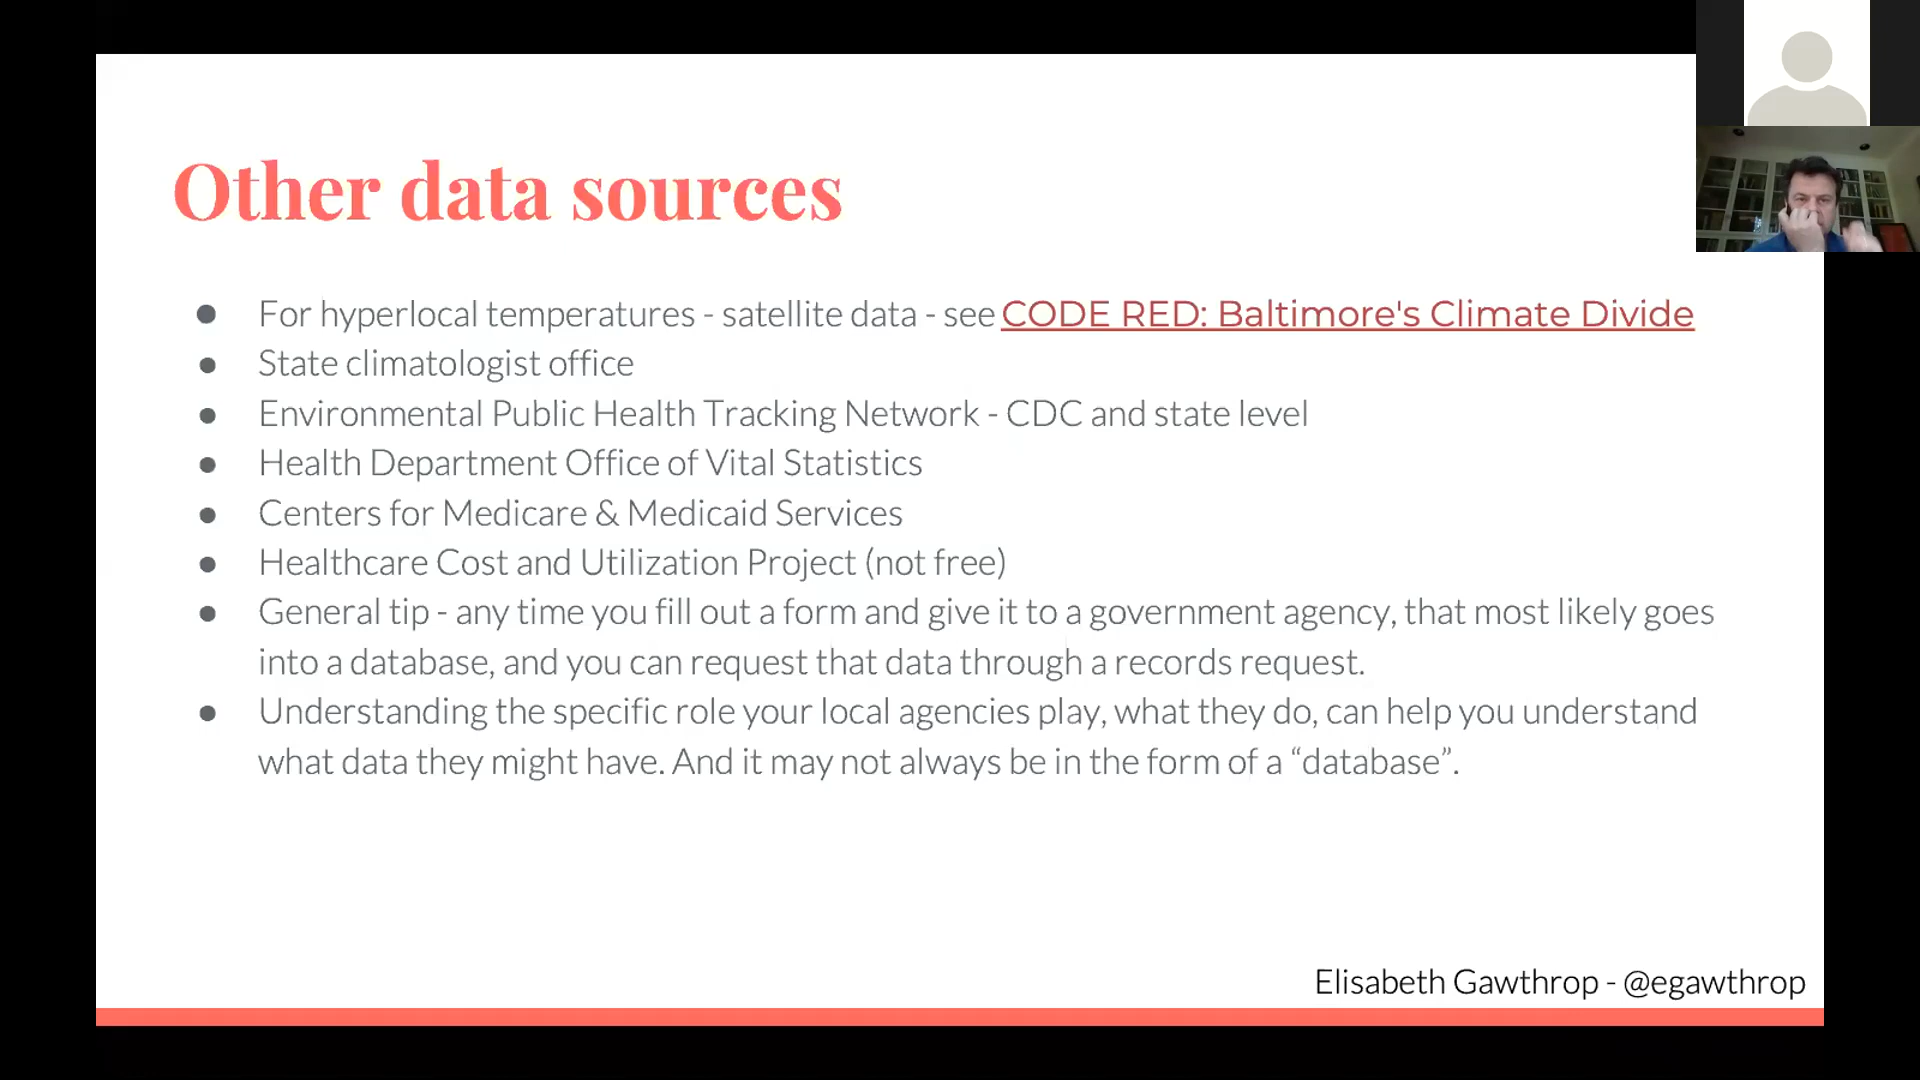 Other data sources
● For hyperlocal temperatures - satellite data - see CODE RED: Baltimore's Climate Divide
● State climatologist office
● Environmental Public Health Tracking Network - CDC and state level
● Health Department Office of Vital Statistics
● Centers for Medicare & Medicaid Services
● Healthcare Cost and Utilization Project (not free)
● General tip - any time you fill out a form and give it to a government agency, that most likely goes
into a database, and you can request that data through a records request.
● Understanding the specific role your local agencies play, what they do, can help you understand
what data they might have. And it may not always be in the form of a “database”.
Elisabeth Gawthrop - @egawthrop